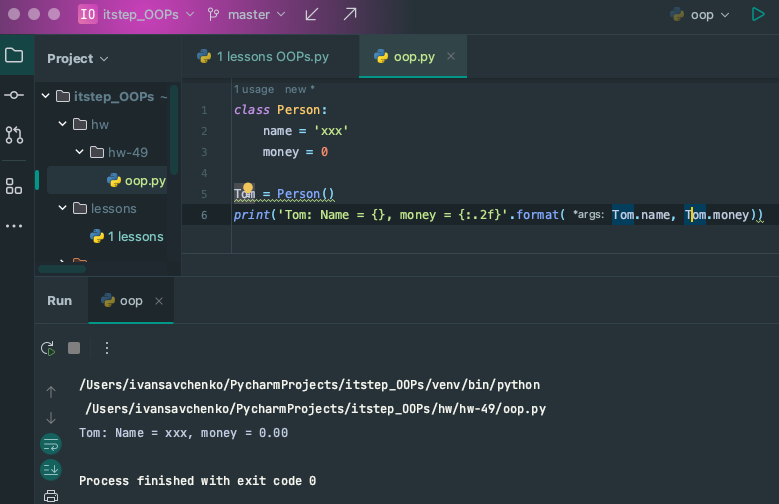 IO itstep_OOPs master oop
Project
1 lessons OOPs.py oop.py
itstep_OOPs ~
hw
hw-49
oop.py
lessons
1 lessons
1 usage new *
1 class Person:
2 name = 'xxx'
3 money = 0
4
5 Tom = Person()
6 print('Tom: Name = {}, money = {:.2f}'.format( *args: Tom.name, Tom.money))
Run oop
/Users/ivansavchenko/PycharmProjects/itstep_OOPs/venv/bin/python
/Users/ivansavchenko/PycharmProjects/itstep_OOPs/hw/hw-49/oop.py
Tom: Name = xxx, money = 0.00
Process finished with exit code 0